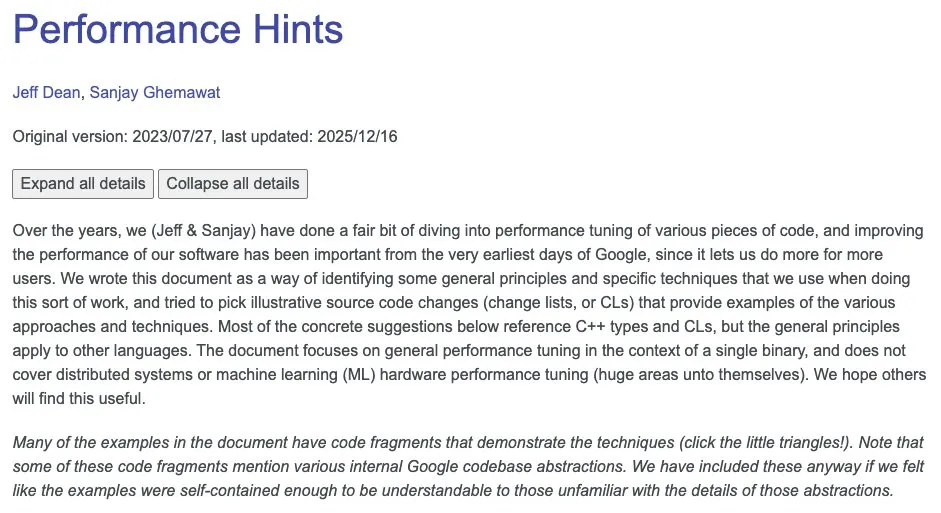 Performance Hints
Jeff Dean, Sanjay Ghemawat
Original version: 2023/07/27, last updated: 2025/12/16
Expand all details Collapse all details
Over the years, we (Jeff & Sanjay) have done a fair bit of diving into performance tuning of various pieces of code, and improving
the performance of our software has been important from the very earliest days of Google, since it lets us do more for more
users. We wrote this document as a way of identifying some general principles and specific techniques that we use when doing
this sort of work, and tried to pick illustrative source code changes (change lists, or CLs) that provide examples of the various
approaches and techniques. Most of the concrete suggestions below reference C++ types and CLs, but the general principles
apply to other languages. The document focuses on general performance tuning in the context of a single binary, and does not
cover distributed systems or machine learning (ML) hardware performance tuning (huge areas unto themselves). We hope others
will find this useful.
Many of the examples in the document have code fragments that demonstrate the techniques (click the little triangles!). Note that
some of these code fragments mention various internal Google codebase abstractions. We have included these anyway if we felt
like the examples were self-contained enough to be understandable to those unfamiliar with the details of those abstractions.